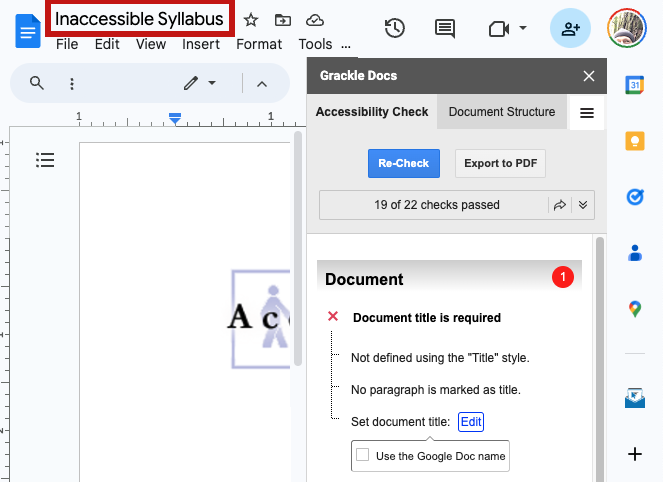 Inaccessible Syllabus
File Edit View Insert Format Tools ...
Grackle Docs
Accessibility Check Document Structure
1 1
Re-Check Export to PDF
19 of 22 checks passed
31
Document 1
Document title is required
Not defined using the "Title" style.
A c
No paragraph is marked as title.
Set document title: Edit
Use the Google Doc name